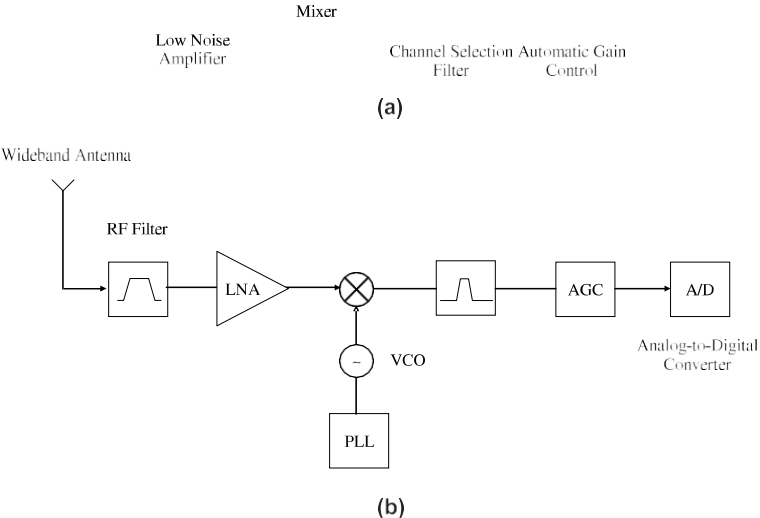 Mixer
Low Noise
Amplifier
Channel Selection
Filter
Automatic Gain
Control
(a)
Wideband Antenna
RF Filter
LNA
AGC
A/D
~
VCO
Analog-to-Digital
Converter
PLL
(b)